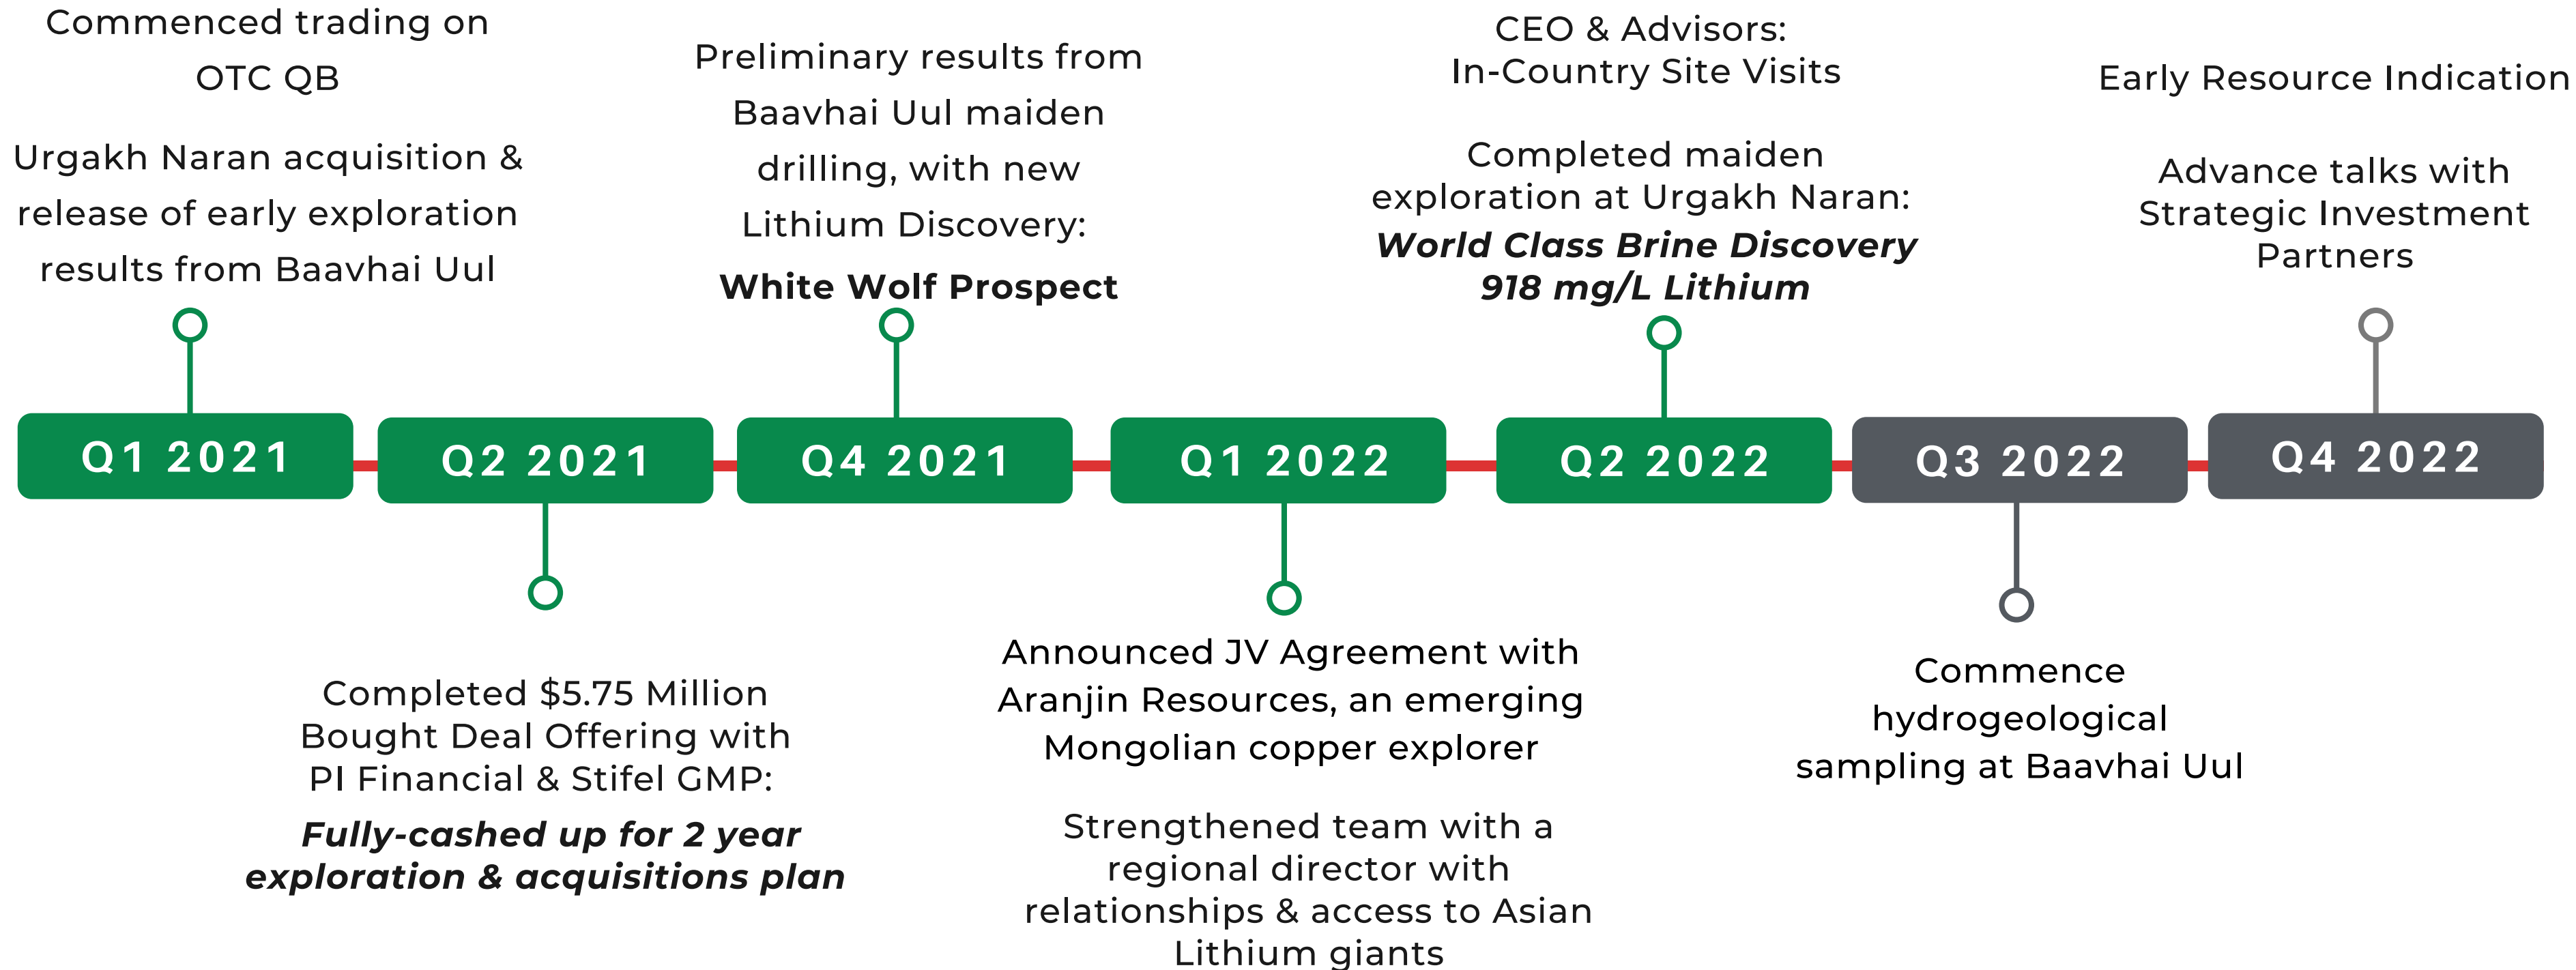 Commenced trading on
OTC QB
Urgakh Naran acquisition &
release of early exploration
results from Baavhai Uul
Preliminary results from
Baavhai Uul maiden
drilling, with new
Lithium Discovery:
White Wolf Prospect
CEO & Advisors:
In-Country Site Visits
Completed maiden
exploration at Urgakh Naran:
World Class Brine Discovery
918 mg/L Lithium
Early Resource Indication
Advance talks with
Strategic Investment
Partners
Q1 2021
Q2 2021
Q4 2021
Q1 2022
Q2 2022
Q3 2022
Q4 2022
Completed $5.75 Million
Bought Deal Offering with
PI Financial & Stifel GMP:
Fully-cashed up for 2 year
exploration & acquisitions plan
Announced JV Agreement with
Aranjin Resources, an emerging
Mongolian copper explorer
Strengthened team with a
regional director with
relationships & access to Asian
Lithium giants
Commence
hydrogeological
sampling at Baavhai Uul